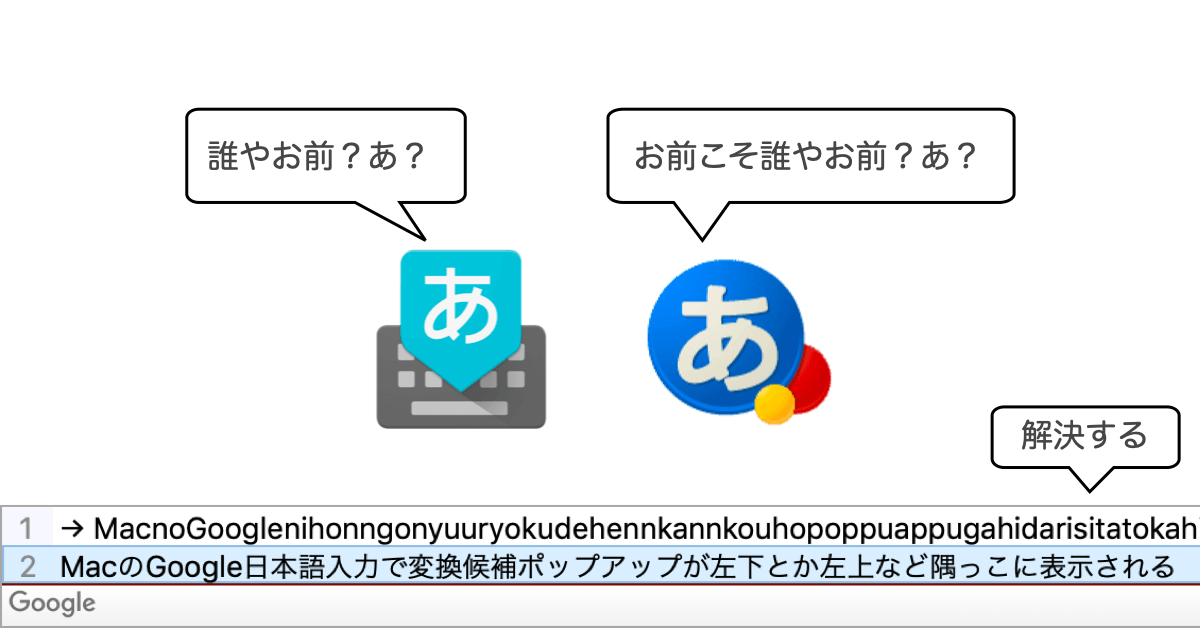 誰やお前？あ？
お前こそ誰やお前？あ？
あ
あ
解決する
1 → MacnoGooglenihonngonyuuryokudehennkannkouhopoppuappugahidarisitatokahi
2 MacのGoogle日本語入力で変換候補ポップアップが左下とか左上など隅っこに表示される
Google